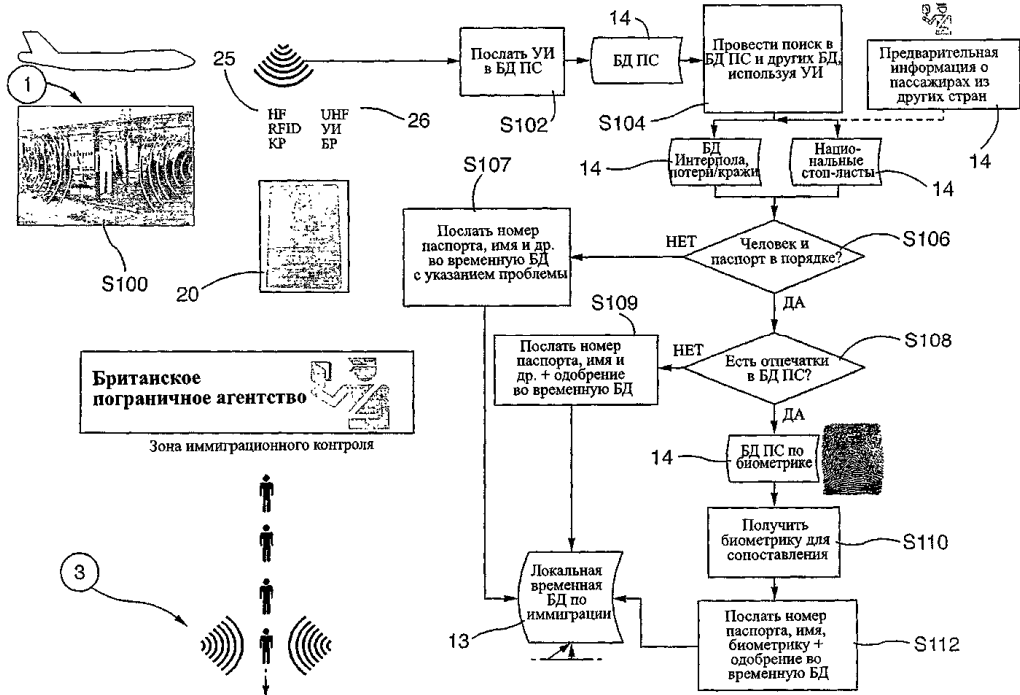 1
25
HF
RFID
КР
UHF
УИ
БР
26
S100
20
Послать УИ
в БД ПС
S102
14
БД ПС
Провести поиск в
БД ПС и других БД,
используя УИ
S104
Предварительная
информация о
пассажирах из
других стран
14
БД
Интерпола,
потери/кражи
14
Нацио-
нальные
стоп-листы
14
S107
Послать номер
паспорта, имя и др.
во временную БД
с указанием проблемы
НЕТ
Человек и
паспорт в порядке?
S106
ДА
S109
Послать номер
паспорта, имя и
др. + одобрение
во временную БД
НЕТ
Есть отпечатки
в БД ПС?
S108
ДА
14
БД ПС по
биометрике
Получить
биометрику для
сопоставления
S110
Послать номер
паспорта, имя,
биометрику +
одобрение во
временную БД
S112
Локальная
временная
БД по
иммиграции
13
Британское
пограничное агентство
Зона иммиграционного контроля
3